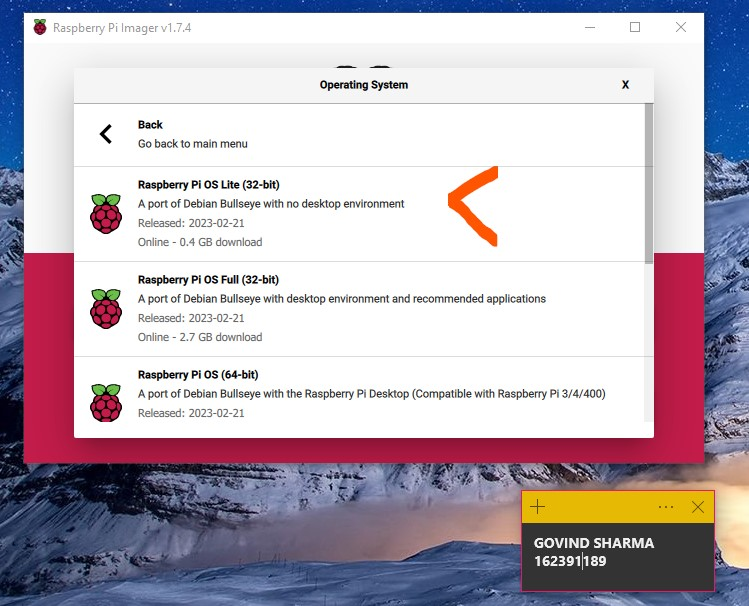 Raspberry Pi Imager v1.7.4
Operating System
X
Back
Go back to main menu
Raspberry Pi OS Lite (32-bit)
A port of Debian Bullseye with no desktop environment
Released: 2023-02-21
Online - 0.4 GB download
Raspberry Pi OS Full (32-bit)
A port of Debian Bullseye with desktop environment and recommended applications
Released: 2023-02-21
Online - 2.7 GB download
Raspberry Pi OS (64-bit)
A port of Debian Bullseye with the Raspberry Pi Desktop (Compatible with Raspberry Pi 3/4/400)
Released: 2023-02-21
GOVIND SHARMA
162391189